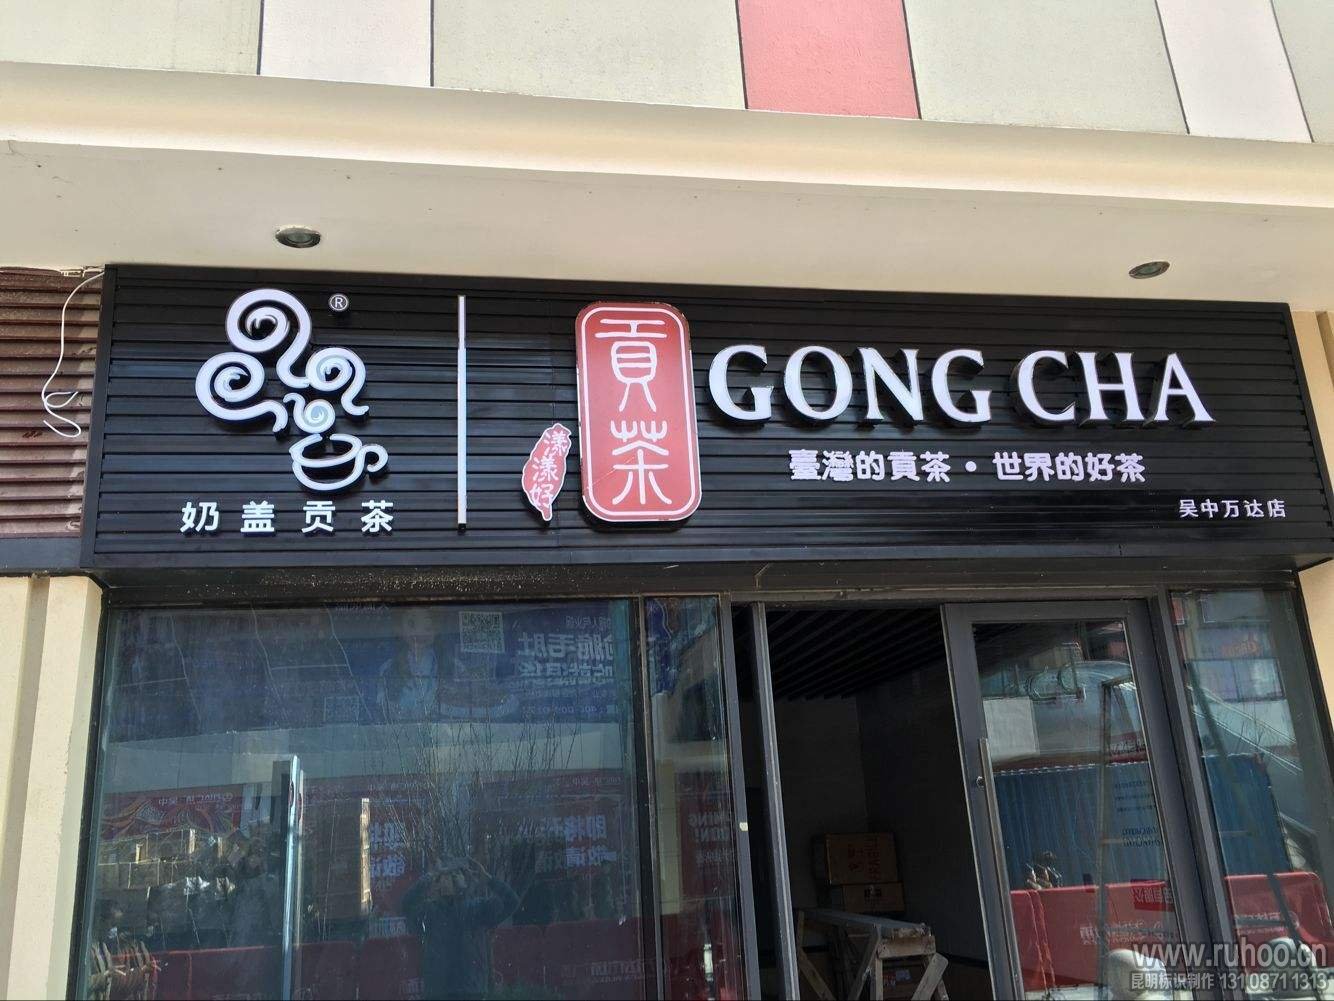 ®
奶盖贡茶
漾漾好
貢茶
GONG CHA
臺灣的貢茶·世界的好茶
吴中万达店
www.ruhoo.cn
昆明标识制作 13108711313